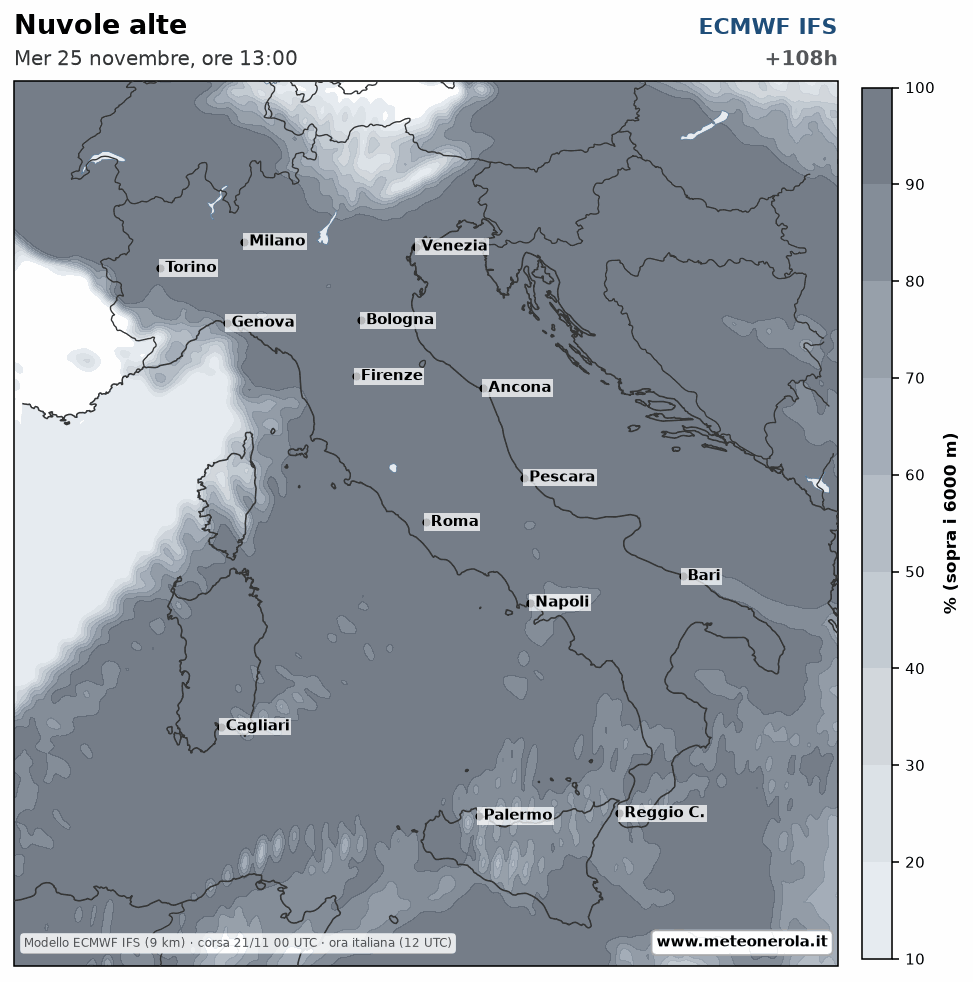 Nuvole alte
ECMWF IFS
Mer 25 novembre, ore 13:00
+108h
100
90
80
70
60
50
40
30
20
10
% (sopra i 6000 m)
Milano
Venezia
Torino
Genova
Bologna
Firenze
Ancona
Pescara
Roma
Bari
Napoli
Cagliari
Palermo
Reggio C.
Modello ECMWF IFS (9 km) · corsa 21/11 00 UTC · ora italiana (12 UTC)
www.meteonerola.it